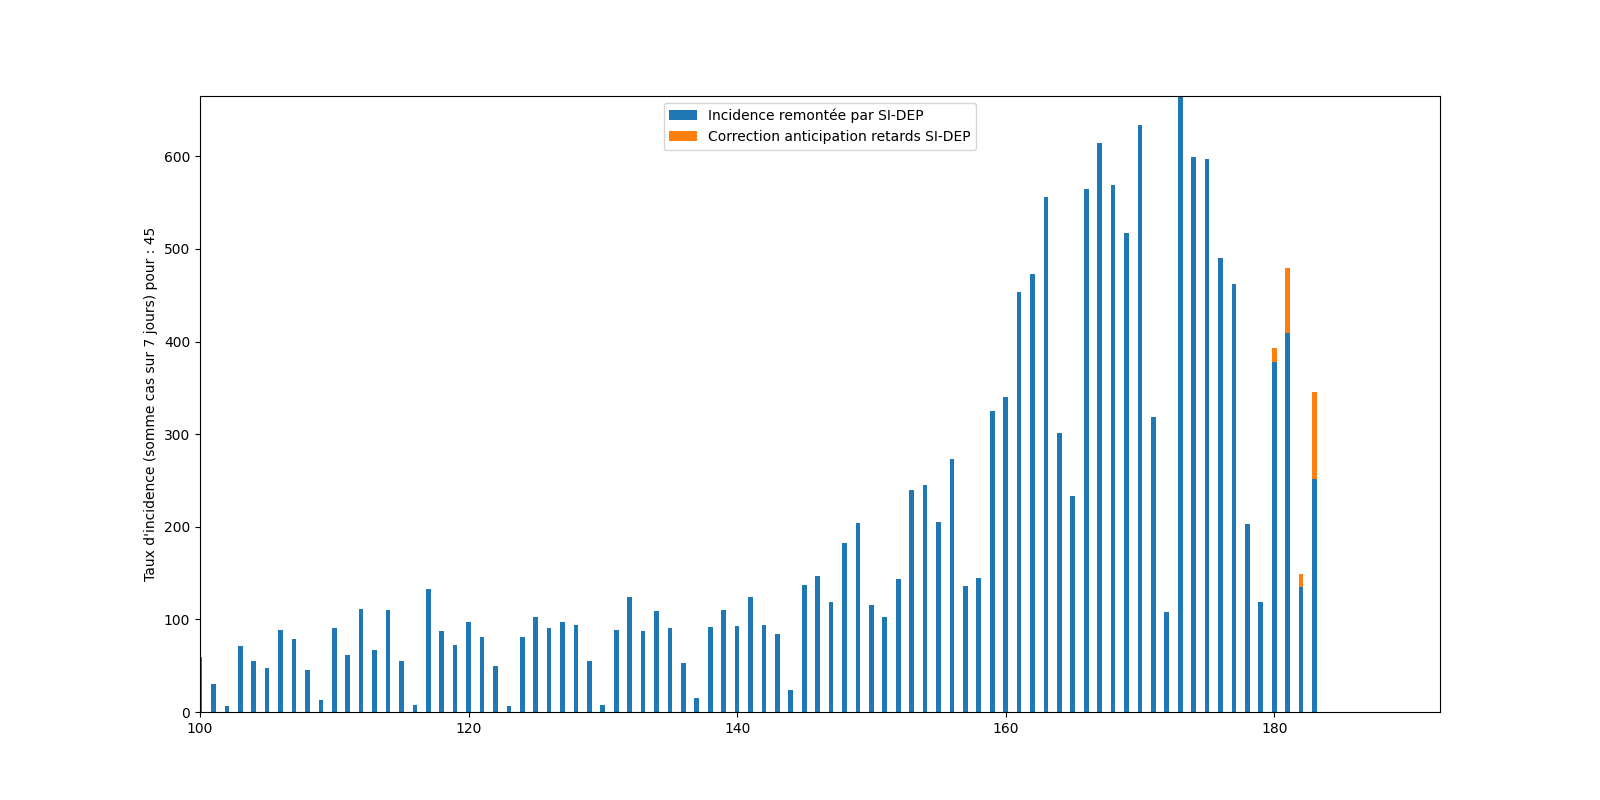 Incidence remontée par SI-DEP
Correction anticipation retards SI-DEP
Taux d'incidence (somme cas sur 7 jours) pour : 45
600
500
400
300
200
100
0
100 120 140 160 180